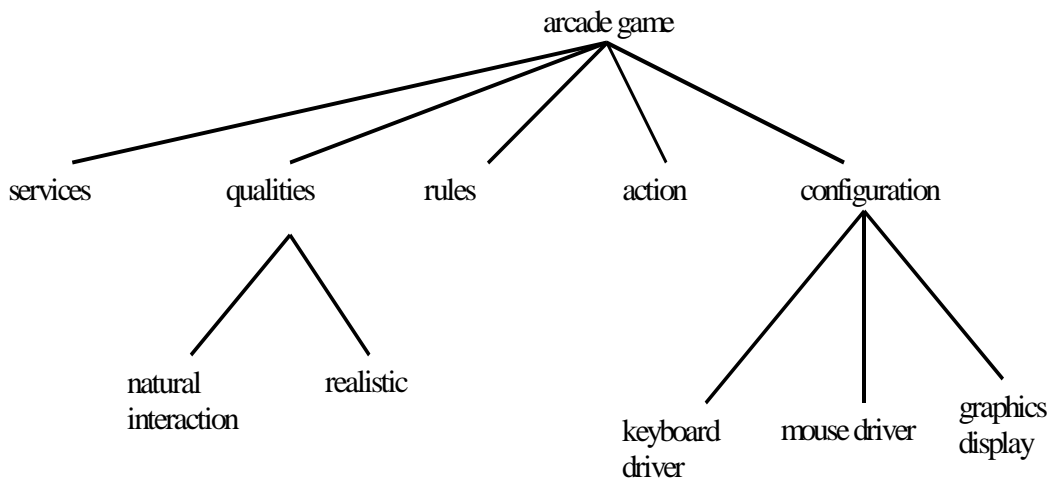 arcade game
services
qualities
rules
action
configuration
natural
interaction
realistic
keyboard
driver
mouse driver
graphics
display